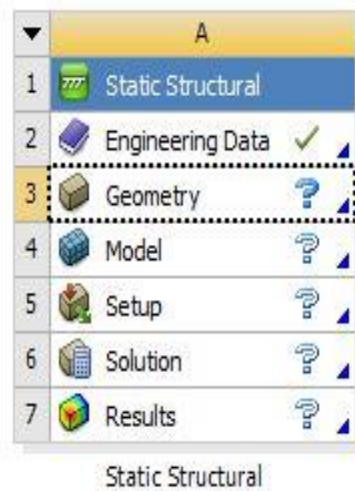 A
1 Static Structural
2 Engineering Data
3 Geometry ?
4 Model ?
5 Setup ?
6 Solution ?
7 Results ?
Static Structural